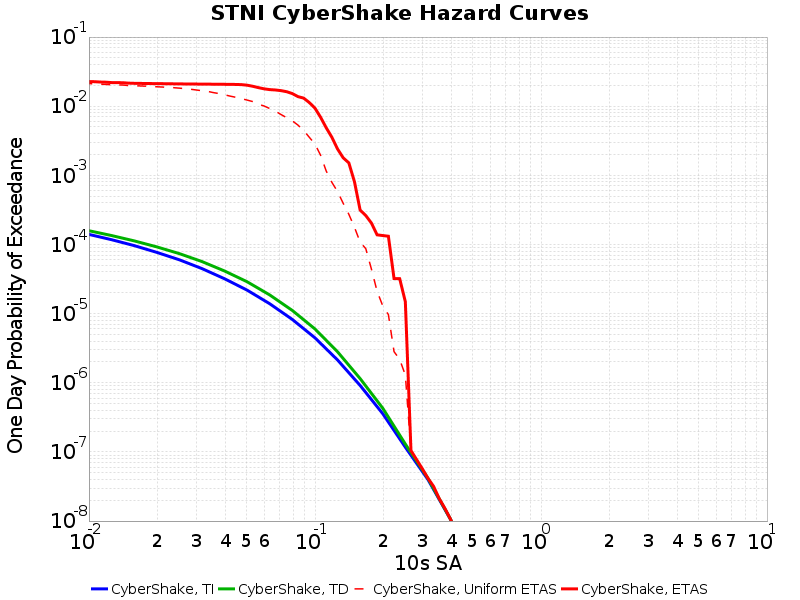 STNI CyberShake Hazard Curves
One Day Probability of Exceedance
10-1
10-2
10-3
10-4
10-5
10-6
10-7
10-8
10-2 2 3 4 5 6 10-1 2 3 4 5 6 7 100 2 3 4 5 6 7 101
10s SA
CyberShake, TI CyberShake, TD CyberShake, Uniform ETAS CyberShake, ETAS